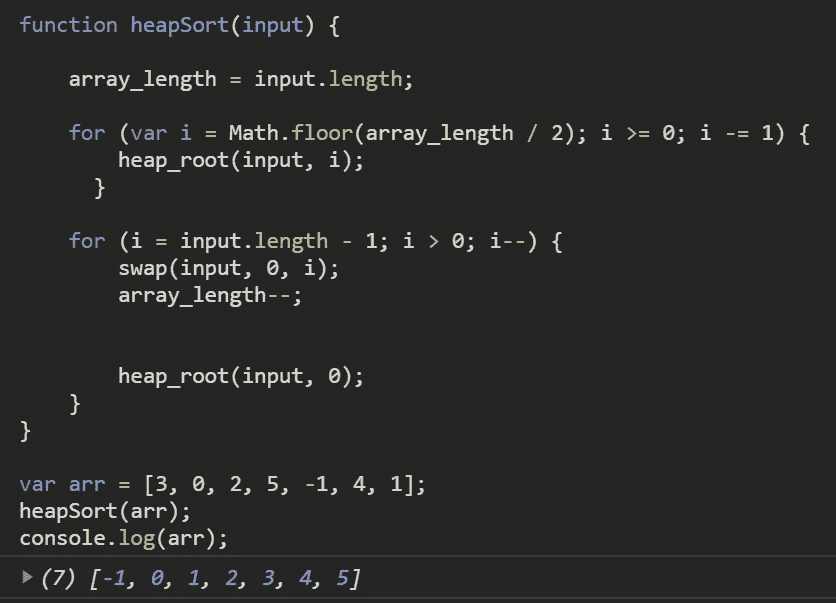 function heapSort(input) {
    array_length = input.length;
    for (var i = Math.floor(array_length / 2); i >= 0; i -= 1) {
        heap_root(input, i);
      }
    for (i = input.length - 1; i > 0; i--) {
        swap(input, 0, i);
        array_length--;
        heap_root(input, 0);
    }
}
var arr = [3, 0, 2, 5, -1, 4, 1];
heapSort(arr);
console.log(arr);
▶ (7) [-1, 0, 1, 2, 3, 4, 5]